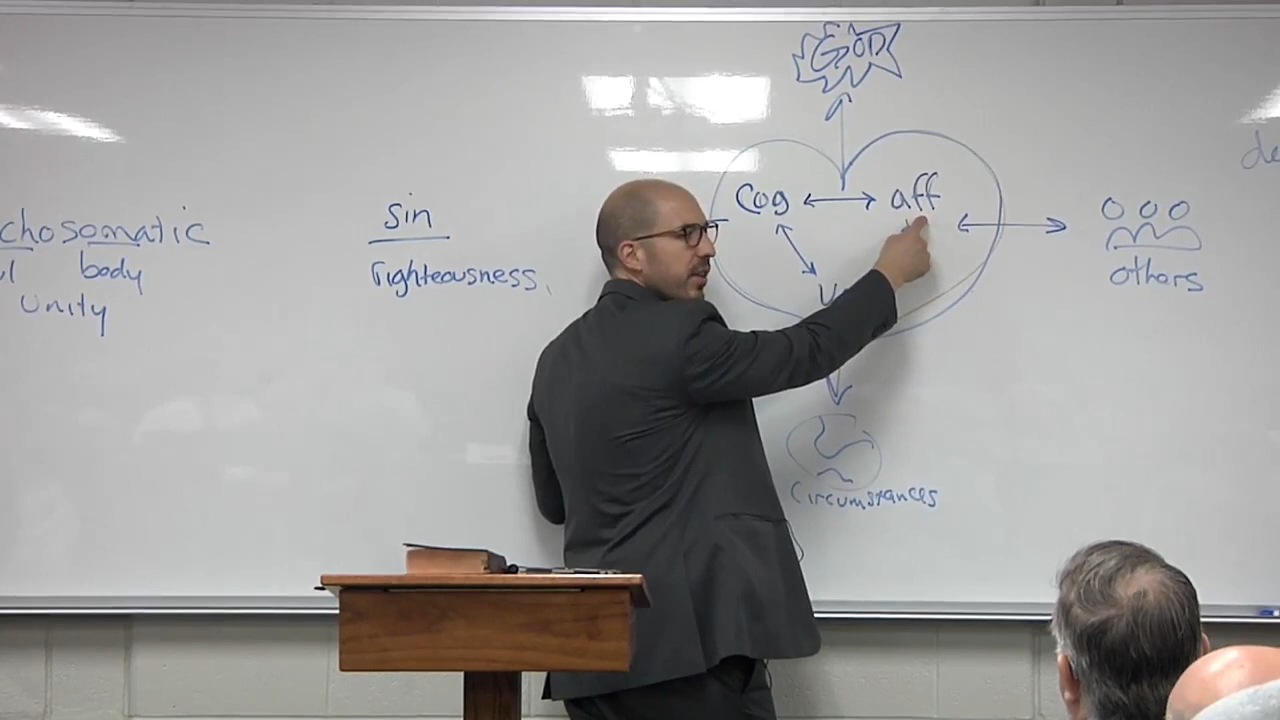 GOD
cog aff
chosomatic
body
unity
sin
righteousness
others
circumstances